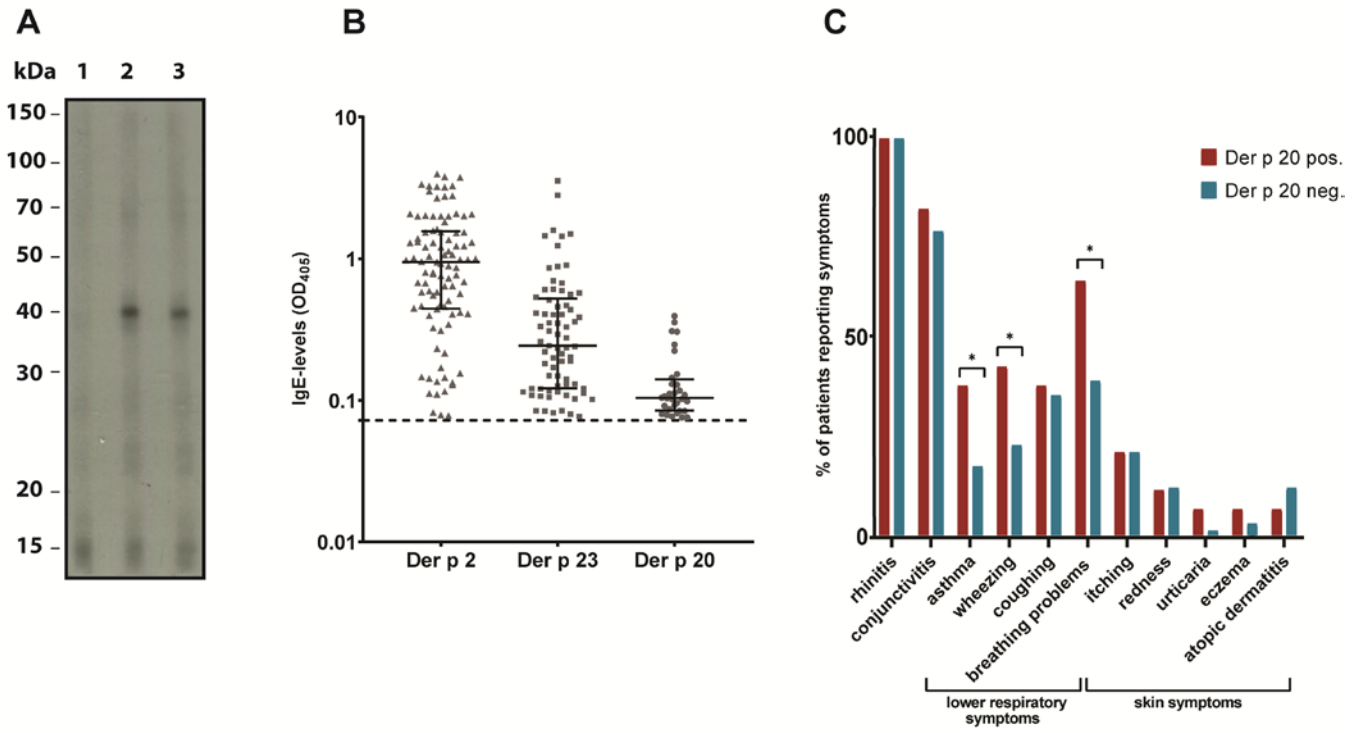 A
kDa 1 2 3
150
100
70
50
40
30
20
15
B
IgE-levels (OD405)
10
1
0.1
0.01
Der p 2 Der p 23 Der p 20
C
% of patients reporting symptoms
100
50
0
Der p 20 pos.
Der p 20 neg..
*
*
*
rhinitis
conjunctivitis
asthma
wheezing
coughing
breathing problems
itching
redness
urticaria
eczema
atopic dermatitis
lower respiratory
symptoms
skin symptoms